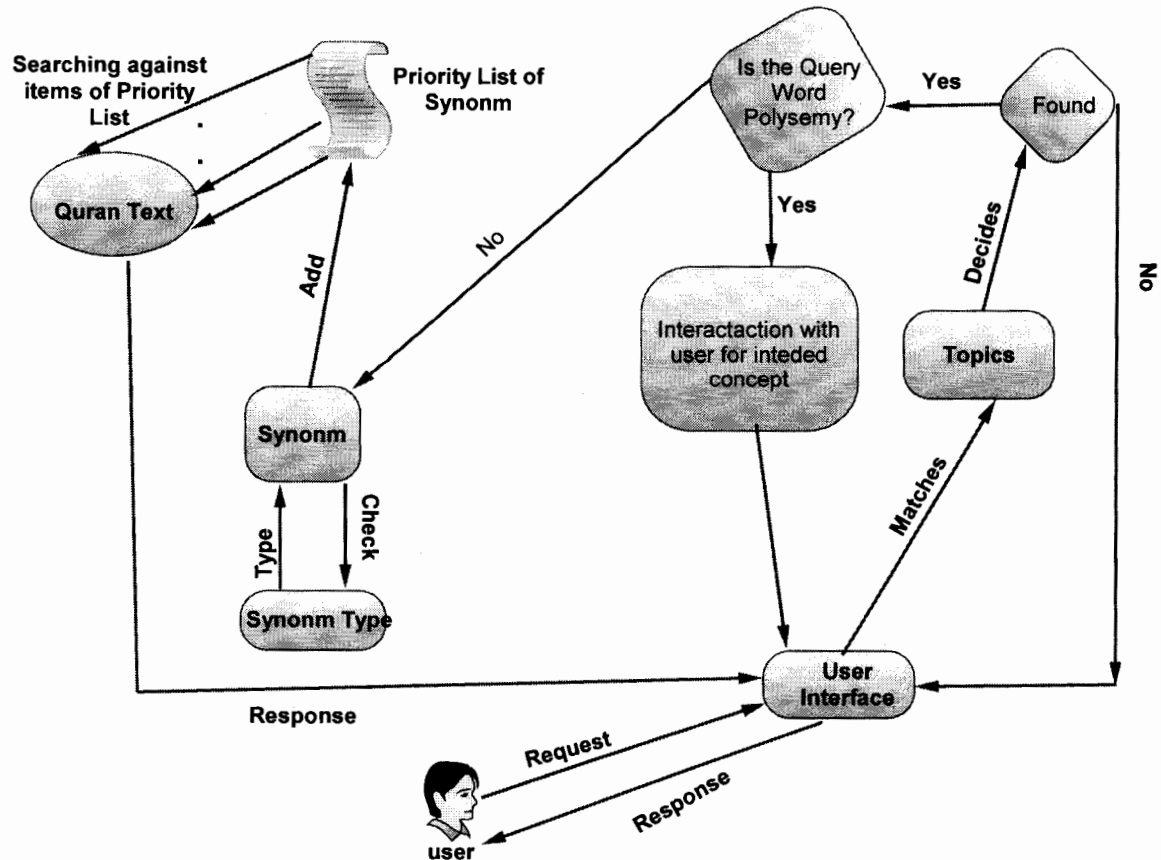 Searching against
items of Priority
List
Priority List of
Synonm
Is the Query
Word
Polysemy?
Yes
Found
Quran Text
Add
No
Yes
Decides
No
Interactaction with
user for inteded
concept
Topics
Synonm
Type
Check
Matches
Synonm Type
User
Interface
Response
Request
Response
user